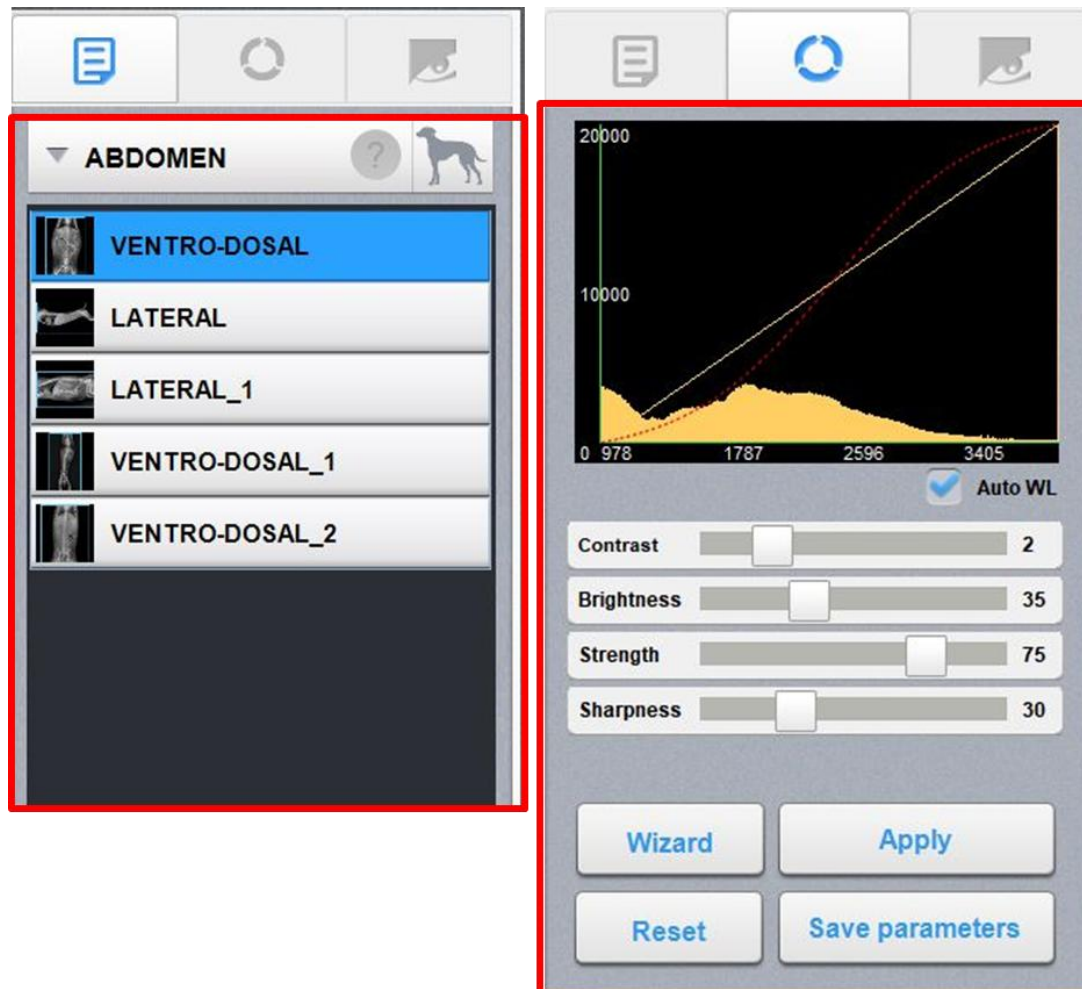 ABDOMEN
?
VENTRO-DOSAL
LATERAL
LATERAL_1
VENTRO-DOSAL_1
VENTRO-DOSAL_2
20000
10000
0 978 1787 2596 3405
Auto WL
Contrast 2
Brightness 35
Strength 75
Sharpness 30
Wizard Apply
Reset Save parameters